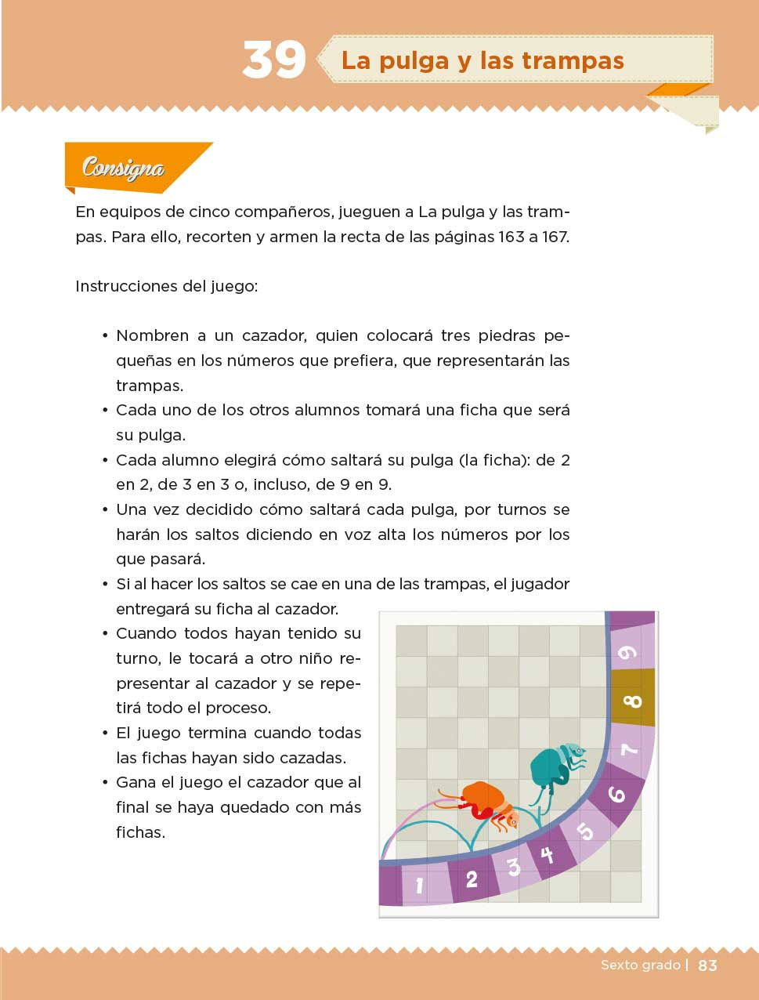 39
La pulga y las trampas
Consigna
En equipos de cinco compañeros, jueguen a La pulga y las tram-
pas. Para ello, recorten y armen la recta de las páginas 163 a 167.
Instrucciones del juego:
• Nombren a un cazador, quien colocará tres piedras pe-
queñas en los números que prefiera, que representarán las
trampas.
• Cada uno de los otros alumnos tomará una ficha que será
su pulga.
• Cada alumno elegirá cómo saltará su pulga (la ficha): de 2
en 2, de 3 en 3 o, incluso, de 9 en 9.
• Una vez decidido cómo saltará cada pulga, por turnos se
harán los saltos diciendo en voz alta los números por los
que pasará.
• Si al hacer los saltos se cae en una de las trampas, el jugador
entregará su ficha al cazador.
• Cuando todos hayan tenido su
turno, le tocará a otro niño re-
presentar al cazador y se repe-
tirá todo el proceso.
• El juego termina cuando todas
las fichas hayan sido cazadas.
• Gana el juego el cazador que al
final se haya quedado con más
fichas.
1
2
3
4
5
6
7
8
9
Sexto grado | 83